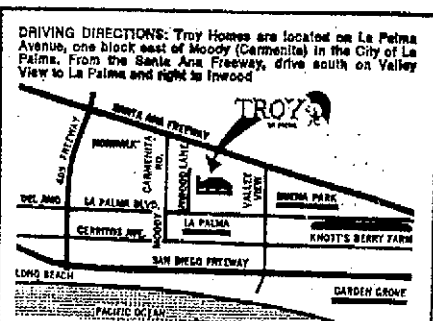 DRIVING DIRECTIONS: Troy Homes are located on La Palma
Avenue, one block east of Moody (Carmenita) in the City of La
Palma. From the Santa Ana Freeway, drive south on Valley
View to La Palma and right to Inwood
TROY
LA PALMA
SANTA ANA FREEWAY
605 FREEWAY
NORWALK
CARMENITA
RD.
INWOOD LANE
VALLEY
VIEW
BUENA PARK
DEL AMO
LA PALMA BLVD.
MOODY
LA PALMA
CERRITOS AVE.
KNOTT'S BERRY FARM
SAN DIEGO FREEWAY
LONG BEACH
GARDEN GROVE
PACIFIC OCEAN